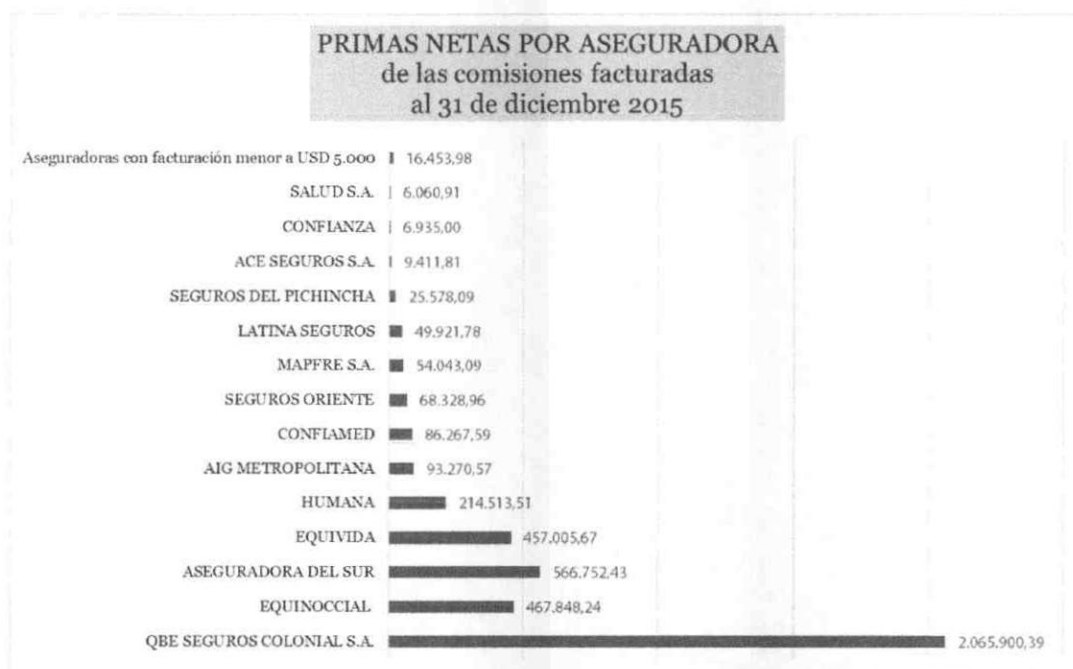 PRIMAS NETAS POR ASEGURADORA
de las comisiones facturadas
al 31 de diciembre 2015
Aseguradoras con facturación menor a USD 5.000 16.453,98
SALUD S.A. 6.060,91
CONFIANZA 6.935,00
ACE SEGUROS S.A. 9.411,81
SEGUROS DEL PICHINCHA 25.578,09
LATINA SEGUROS 49.921,78
MAPFRE S.A. 54.043,09
SEGUROS ORIENTE 68.328,96
CONFIAMED 86.267,59
AIG METROPOLITANA 93.270,57
HUMANA 214.513,51
EQUIVIDA 457.005,67
ASEGURADORA DEL SUR 566.752,43
EQUINOCCIAL 467.848,24
QBE SEGUROS COLONIAL S.A. 2.065.900,39